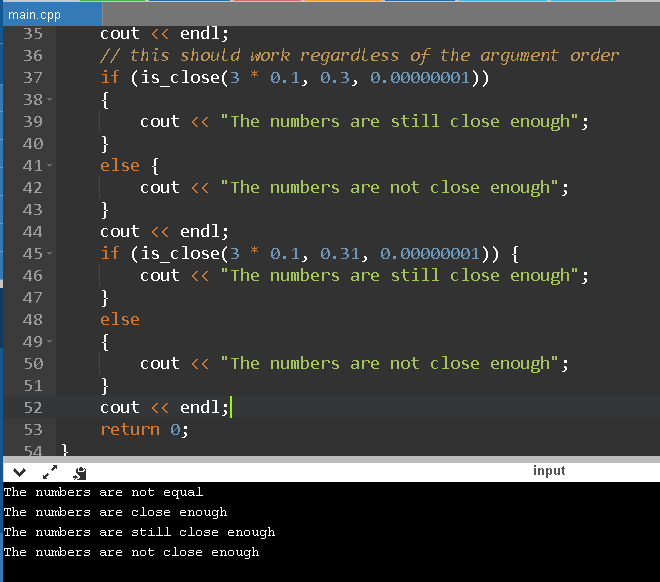 main.cpp
35 cout << endl;
36 // this should work regardless of the argument order
37 if (is_close(3 * 0.1, 0.3, 0.00000001))
38 {
39 cout << "The numbers are still close enough";
40 }
41 else {
42 cout << "The numbers are not close enough";
43 }
44 cout << endl;
45 if (is_close(3 * 0.1, 0.31, 0.00000001)) {
46 cout << "The numbers are still close enough";
47 }
48 else
49 {
50 cout << "The numbers are not close enough";
51 }
52 cout << endl;
53 return 0;
54 }
input
The numbers are not equal
The numbers are close enough
The numbers are still close enough
The numbers are not close enough